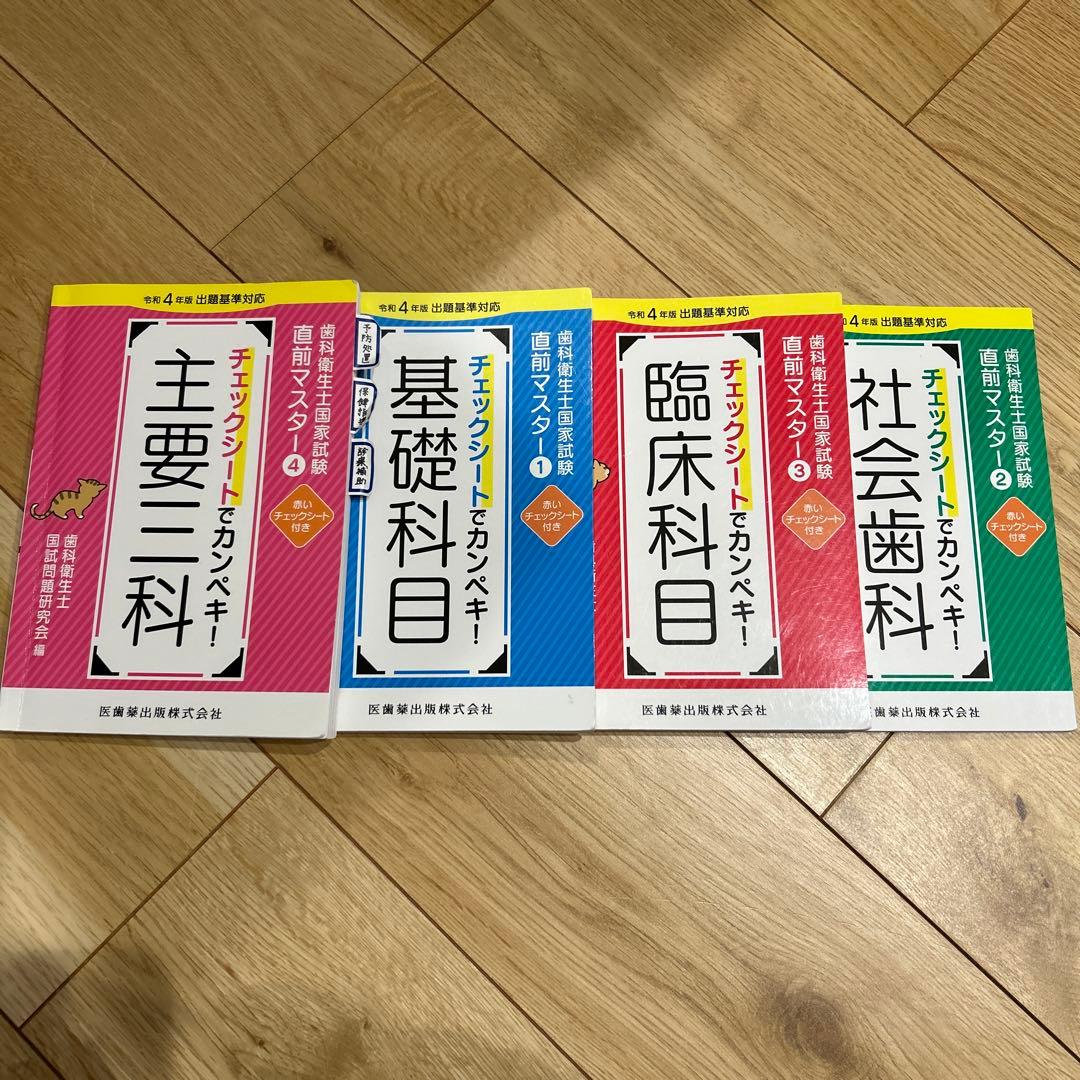 令和4年版 出題基準対応
歯科衛生士国家試験
直前マスター④
チェックシートでカンペキ！
主要三科
赤い
チェックシート
付き
歯科衛生士
国試問題研究会 編
医歯薬出版株式会社
予防処置
保健指導
診療補助
令和4年版 出題基準対応
歯科衛生士国家試験
直前マスター①
チェックシートでカンペキ！
基礎科目
赤い
チェックシート
付き
医歯薬出版株式会社
令和4年版 出題基準対応
歯科衛生士国家試験
直前マスター③
チェックシートでカンペキ！
臨床科目
赤い
チェックシート
付き
医歯薬出版株式会社
4年版 出題基準対応
歯科衛生士国家試験
直前マスター②
チェックシートでカンペキ！
社会歯科
赤い
チェックシート
付き
医歯薬出版株式会社